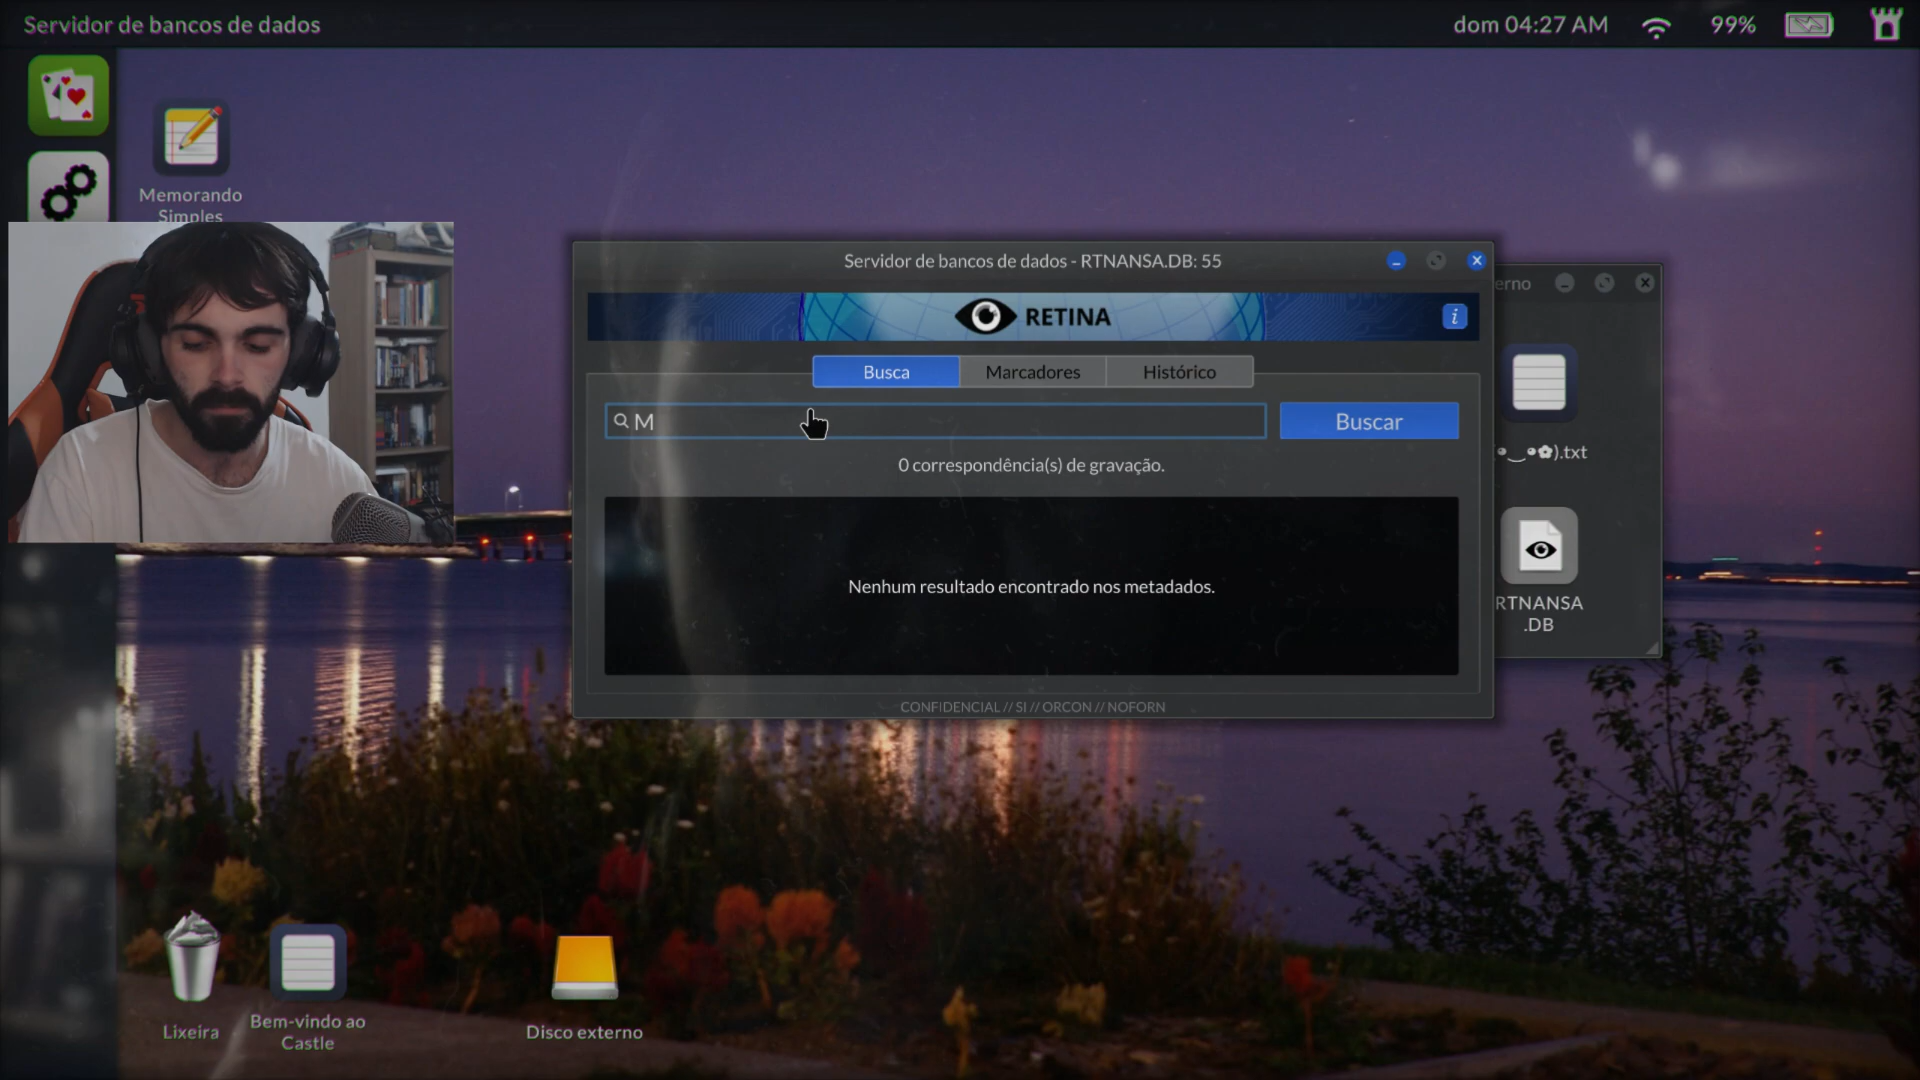 Servidor de bancos de dados
dom 04:27 AM
99%
Memorando
Simples
Servidor de bancos de dados - RTNANSA.DB: 55
erno
RETINA
i
Busca
Marcadores
Histórico
M
Buscar
0 correspondência(s) de gravação.
Nenhum resultado encontrado nos metadados.
CONFIDENCIAL // SI // ORCON // NOFORN
•‿•✿).txt
RTNANSA
.DB
Lixeira
Bem-vindo ao
Castle
Disco externo